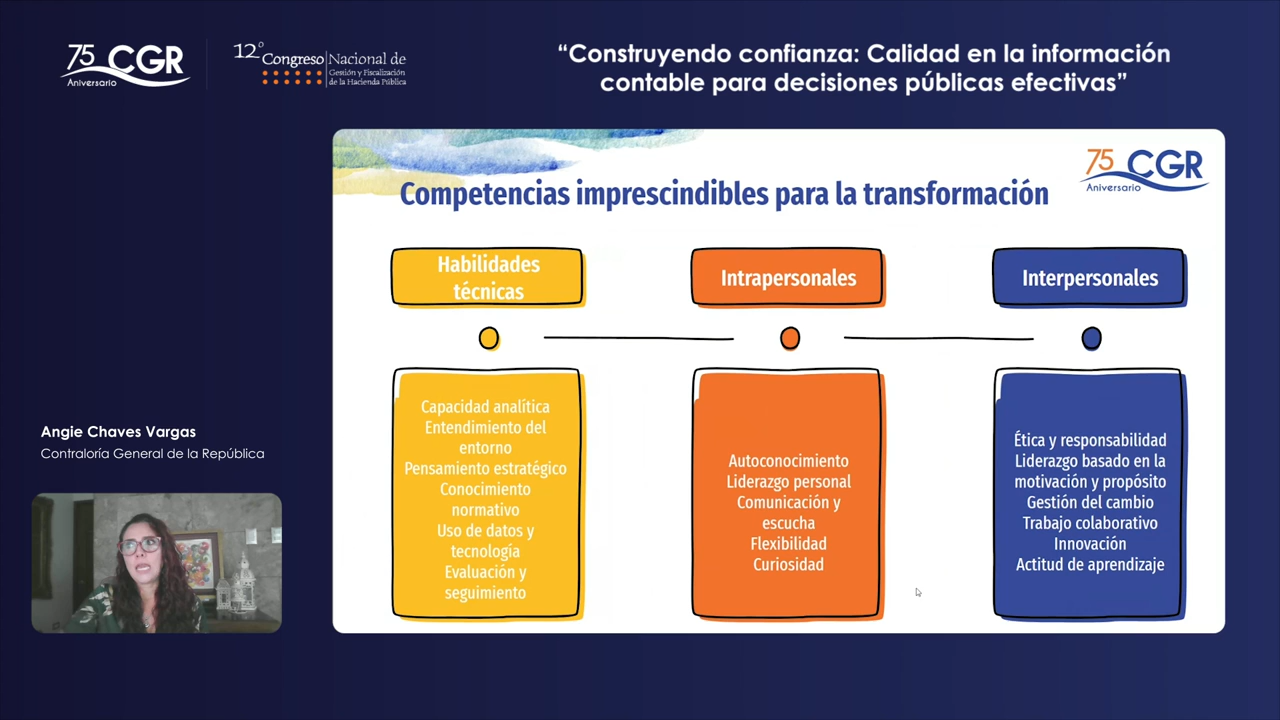 75 CGR
Aniversario
12° Congreso Nacional de
Gestión y Fiscalización
de la Hacienda Pública
“Construyendo confianza: Calidad en la información
contable para decisiones públicas efectivas”
75 CGR
Aniversario
Competencias imprescindibles para la transformación
Habilidades
técnicas
Capacidad analítica
Entendimiento del
entorno
Pensamiento estratégico
Conocimiento
normativo
Uso de datos y
tecnología
Evaluación y
seguimiento
Intrapersonales
Autoconocimiento
Liderazgo personal
Comunicación y
escucha
Flexibilidad
Curiosidad
Interpersonales
Ética y responsabilidad
Liderazgo basado en la
motivación y propósito
Gestión del cambio
Trabajo colaborativo
Innovación
Actitud de aprendizaje
Angie Chaves Vargas
Contraloría General de la República